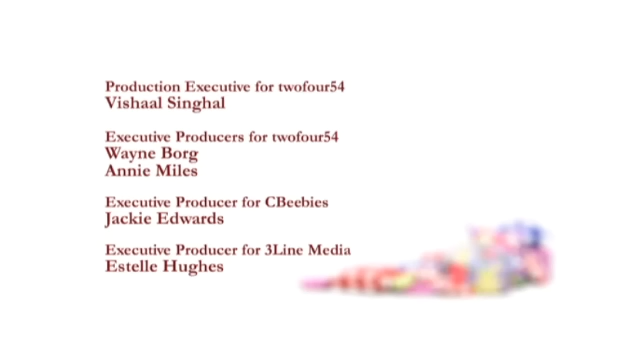 Production Executive for twofour54
Vishaal Singhal
Executive Producers for twofour54
Wayne Borg
Annie Miles
Executive Producer for CBeebies
Jackie Edwards
Executive Producer for 3Line Media
Estelle Hughes